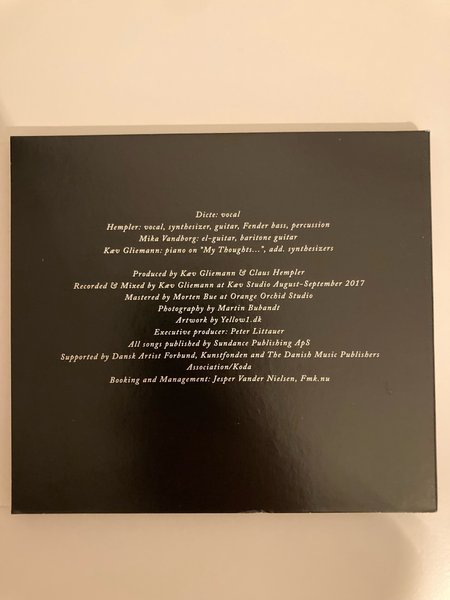 Dicte: vocal
Hempler: vocal, synthesizer, guitar, Fender bass, percussion
Mika Vandborg: el-guitar, baritone guitar
Kæv Gliemann: piano on "My Thoughts...", add. synthesizers
Produced by Kæv Gliemann & Claus Hempler
Recorded & Mixed by Kæv Gliemann at Kæv Studio August-September 2017
Mastered by Morten Bue at Orange Orchid Studio
Photography by Martin Bubandt
Artwork by Yellow1.dk
Executive producer: Peter Littauer
All songs published by Sundance Publishing ApS
Supported by Dansk Artist Forbund, Kunstfonden and The Danish Music Publishers
Association/Koda
Booking and Management: Jesper Vander Nielsen, Fmk.nu